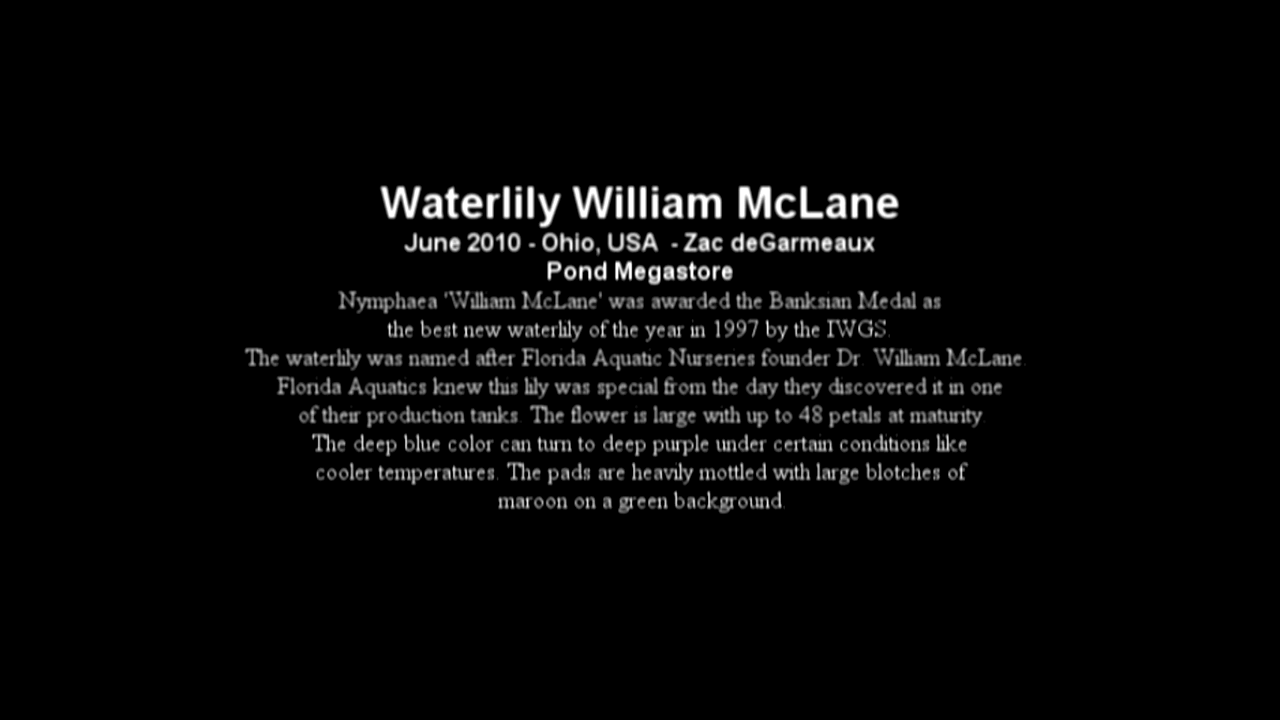 Waterlily William McLane
June 2010 - Ohio, USA - Zac deGarmeaux
Pond Megastore
Nymphaea 'William McLane' was awarded the Banksian Medal as
the best new waterlily of the year in 1997 by the IWGS.
The waterlily was named after Florida Aquatic Nurseries founder Dr. William McLane.
Florida Aquatics knew this lily was special from the day they discovered it in one
of their production tanks. The flower is large with up to 48 petals at maturity.
The deep blue color can turn to deep purple under certain conditions like
cooler temperatures. The pads are heavily mottled with large blotches of
maroon on a green background.